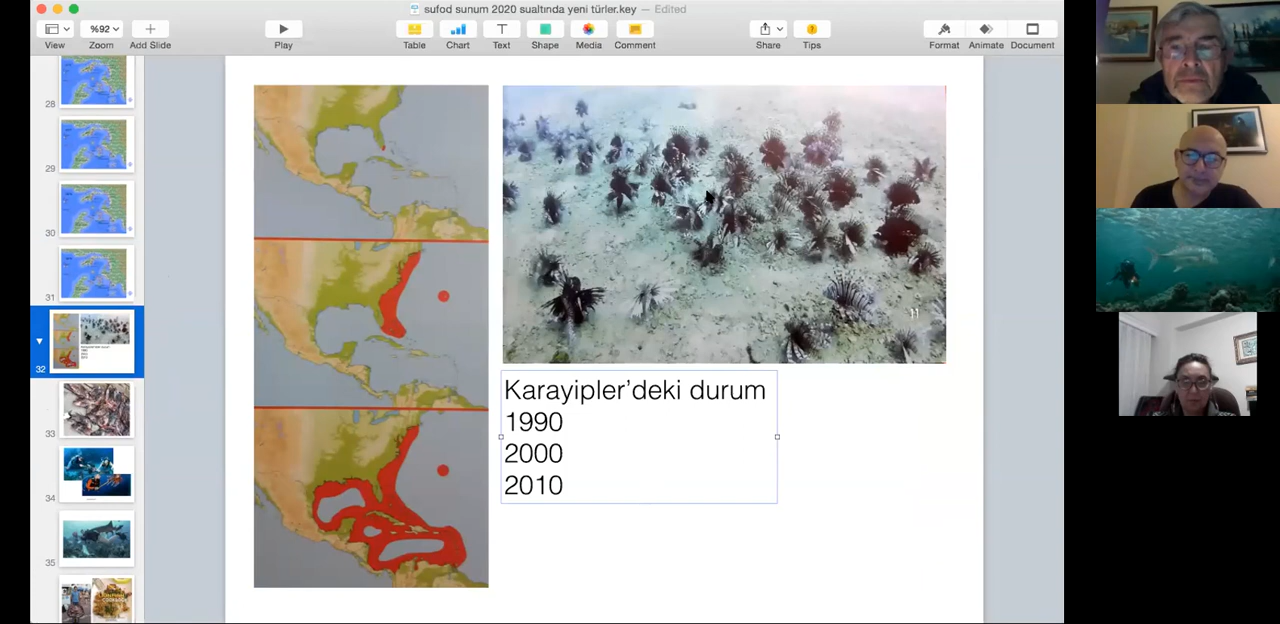 sufod sunum 2020 sualtında yeni türler.key — Edited
%92
View
Zoom
Add Slide
Play
Table
Chart
Text
Shape
Media
Comment
Share
Tips
Format
Animate
Document
28
29
30
31
32
33
34
35
Karayipler’deki durum
1990
2000
2010